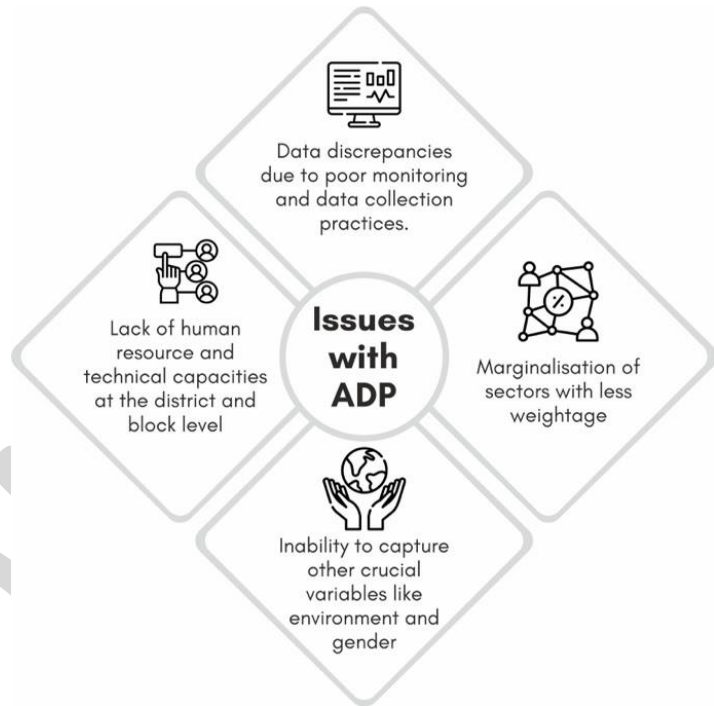 Data discrepancies
due to poor monitoring
and data collection
practices.
Lack of human
resource and
technical capacities
at the district and
block level
Issues
with
ADP
Marginalisation of
sectors with less
weightage
Inability to capture
other crucial
variables like
environment and
gender